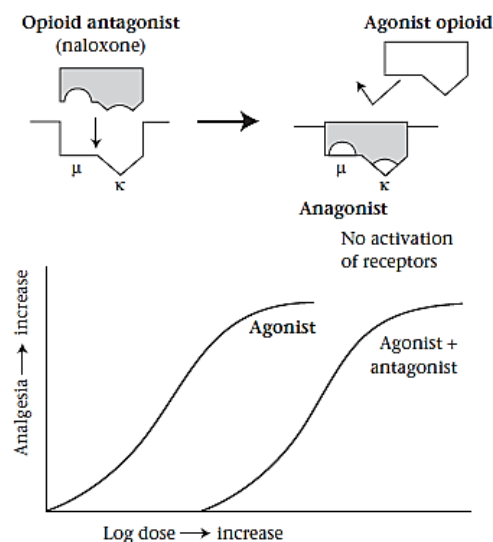 Opioid antagonist
(naloxone)
Agonist opioid
μ
κ
μ
κ
Anagonist
No activation
of receptors
Analgesia → increase
Agonist
Agonist +
antagonist
Log dose → increase